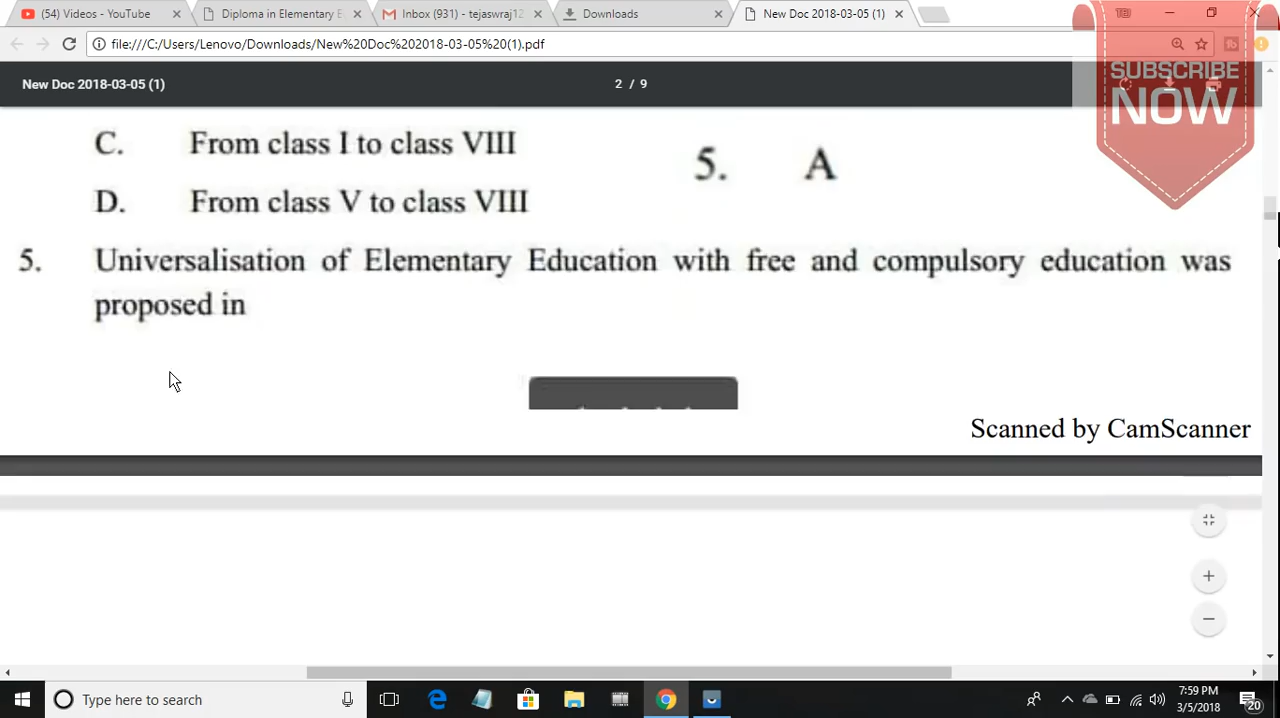 (54) Videos - YouTube
Diploma in Elementary E
Inbox (931) - tejaswraj12
Downloads
New Doc 2018-03-05 (1)
file:///C:/Users/Lenovo/Downloads/New%20Doc%202018-03-05%20(1).pdf
New Doc 2018-03-05 (1)
2 / 9
SUBSCRIBE
NOW
C. From class I to class VIII
5. A
D. From class V to class VIII
5. Universalisation of Elementary Education with free and compulsory education was
proposed in
Scanned by CamScanner
Type here to search
7:59 PM
3/5/2018
20